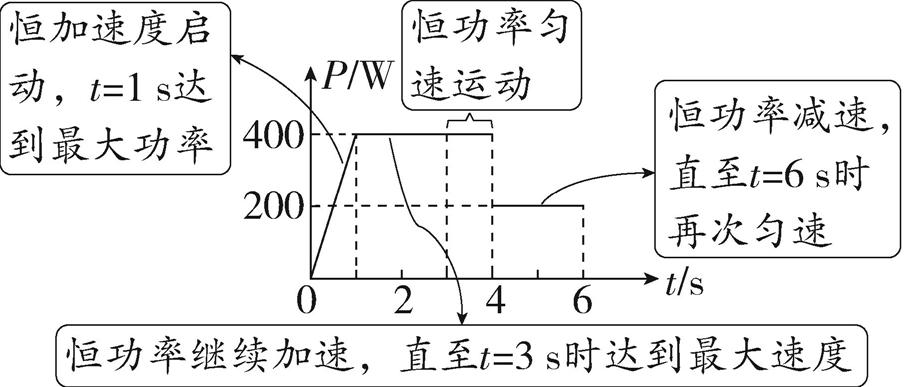 恒加速度启
动，t=1 s达
到最大功率
恒功率匀
速运动
P/W
恒功率减速，
直至t=6 s时
再次匀速
400
200
0 2 4 6 t/s
恒功率继续加速，直至t=3 s时达到最大速度